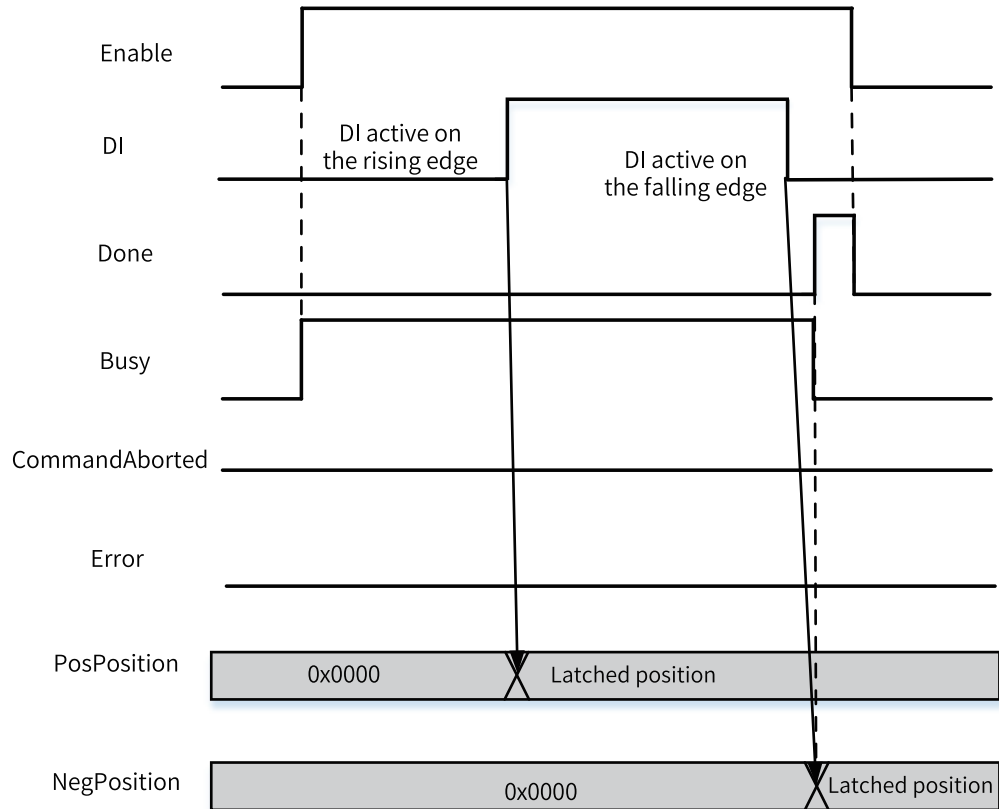 Enable
DI
DI active on
the rising edge
DI active on
the falling edge
Done
Busy
CommandAborted
Error
PosPosition
0x0000
Latched position
NegPosition
0x0000
Latched position